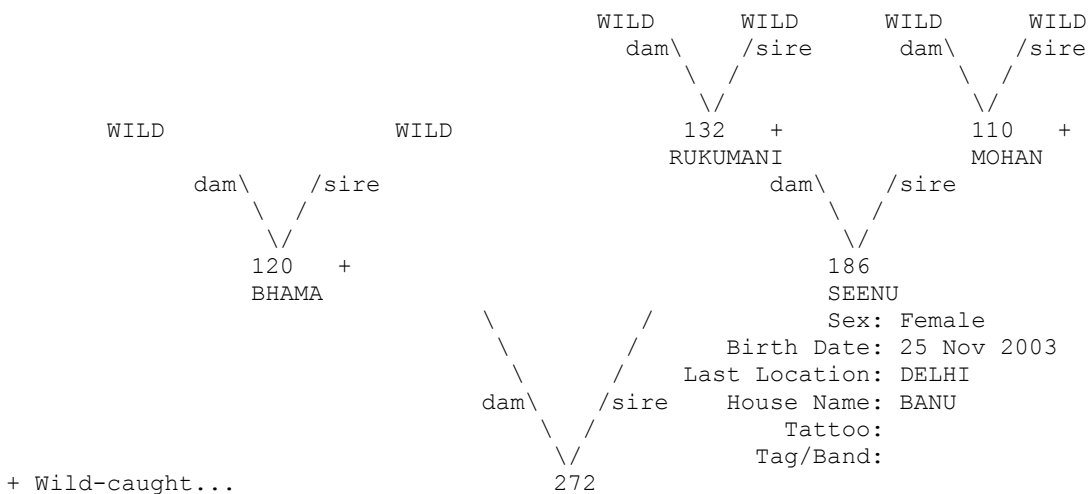 WILD WILD WILD WILD
dam\ /sire dam\ /sire
\ / \ /
\/ \/
WILD WILD 132 + 110 +
RUKUMANI MOHAN
dam\ /sire dam\ /sire
\ / \ /
\/ \/
120 + 186
BHAMA SEENU
\ / Sex: Female
\ / Birth Date: 25 Nov 2003
\ / Last Location: DELHI
dam\ /sire House Name: BANU
\ / Tattoo:
\/ Tag/Band:
+ Wild-caught... 272